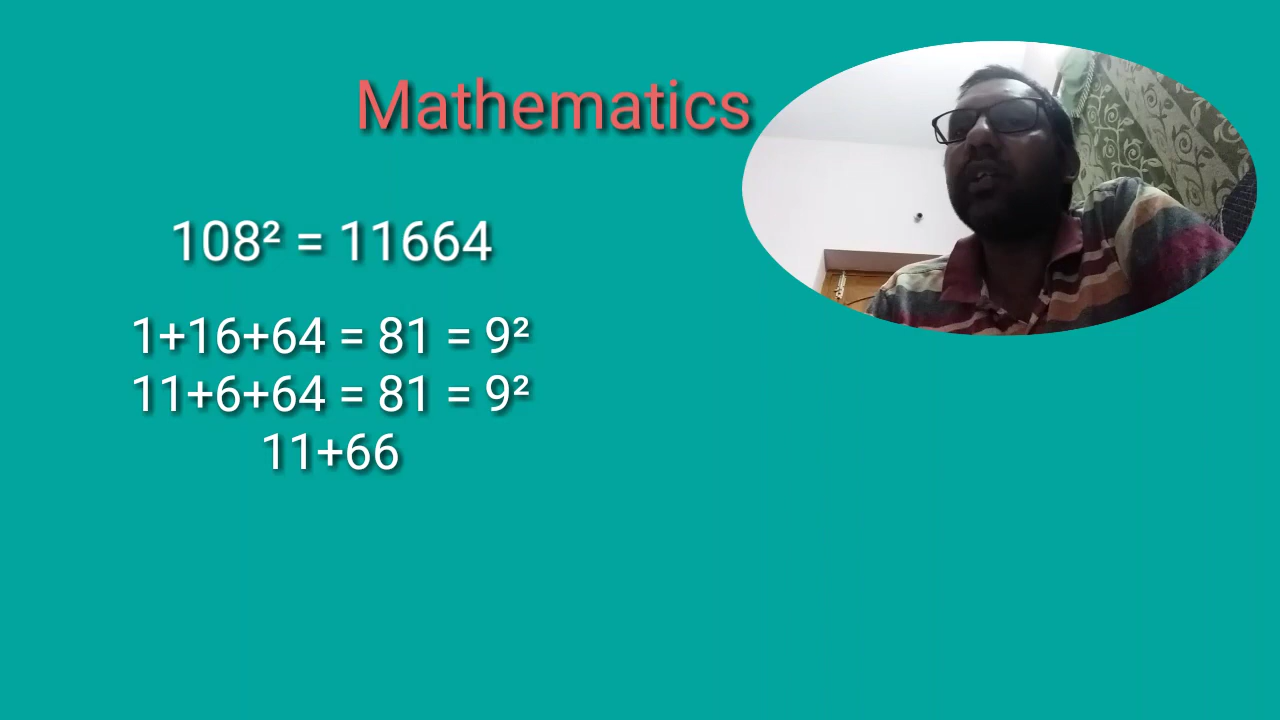 Mathematics
108² = 11664
1+16+64 = 81 = 9²
11+6+64 = 81 = 9²
11+66